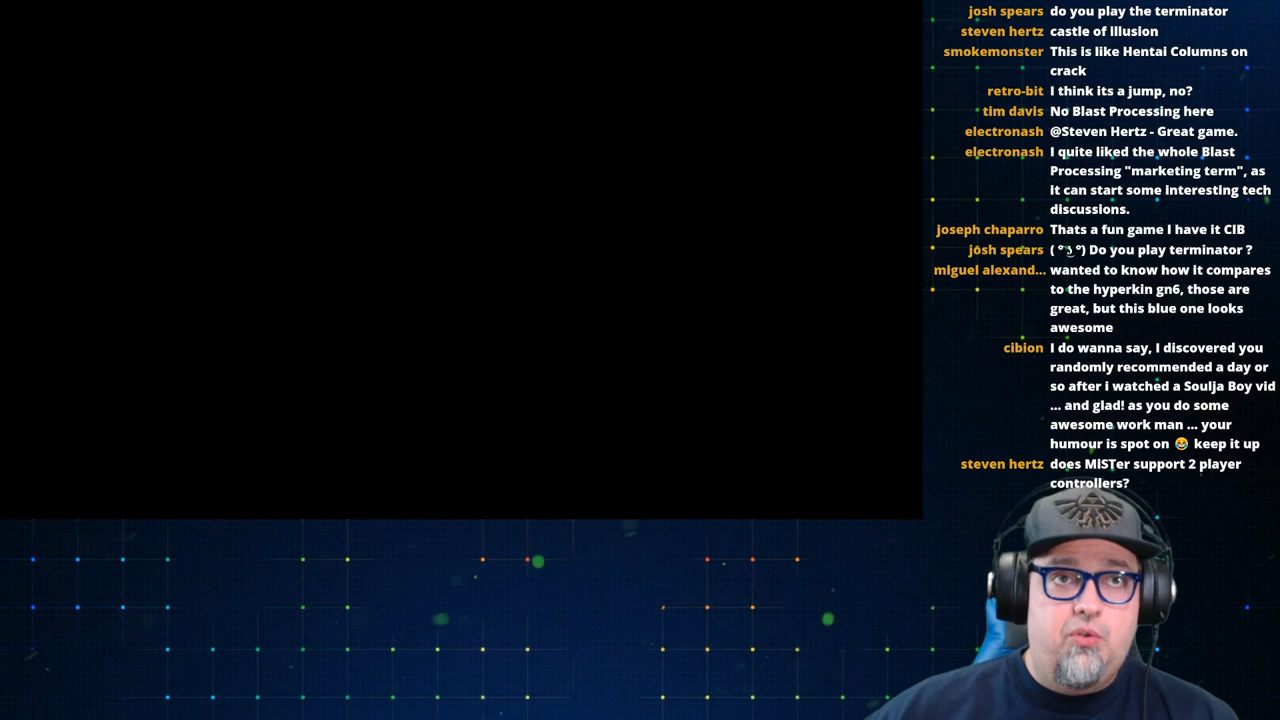 josh spears do you play the terminator
steven hertz castle of illusion
smokemonster This is like Hentai Columns on
crack
retro-bit I think its a jump, no?
tim davis No Blast Processing here
electronash @Steven Hertz - Great game.
electronash I quite liked the whole Blast
Processing "marketing term", as
it can start some interesting tech
discussions.
joseph chaparro Thats a fun game I have it CIB
josh spears ( ͡° ͜ʖ ͡°) Do you play terminator ?
miguel alexand... wanted to know how it compares
to the hyperkin gn6, those are
great, but this blue one looks
awesome
cibion I do wanna say, I discovered you
randomly recommended a day or
so after i watched a Soulja Boy vid
... and glad! as you do some
awesome work man ... your
humour is spot on 😂 keep it up
steven hertz does MiSTer support 2 player
controllers?